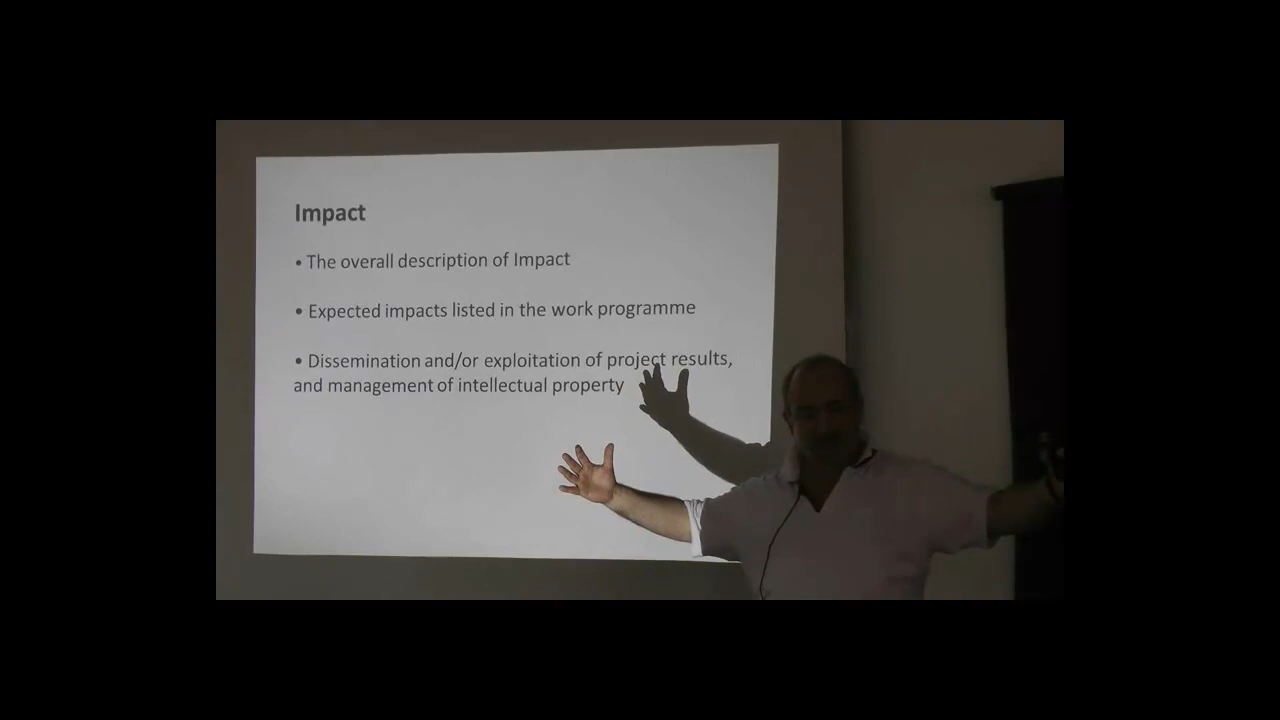 Impact
• The overall description of Impact
• Expected impacts listed in the work programme
• Dissemination and/or exploitation of project results,
and management of intellectual property